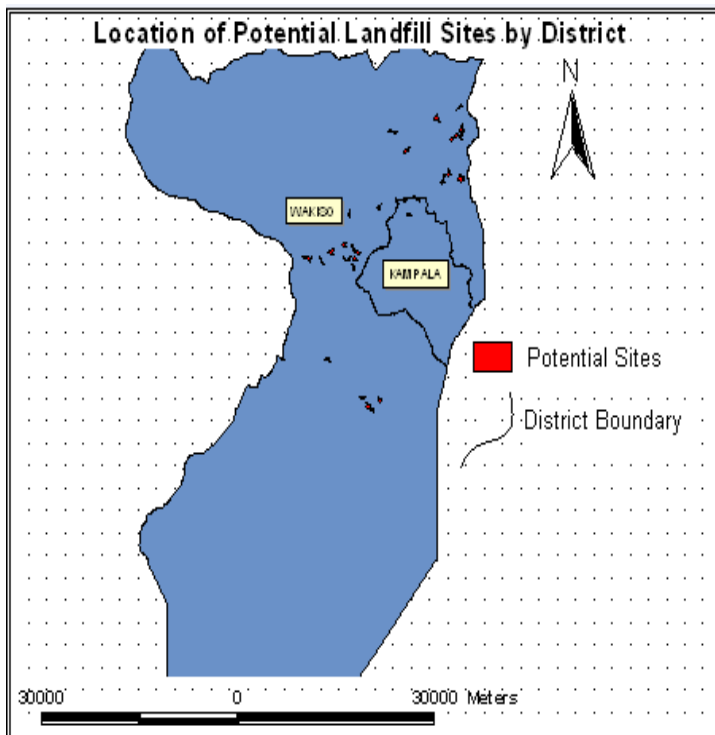 Location of Potential Landfill Sites by District
N
WAKISO
KAMPALA
Potential Sites
District Boundary
30000 0 30000 Meters